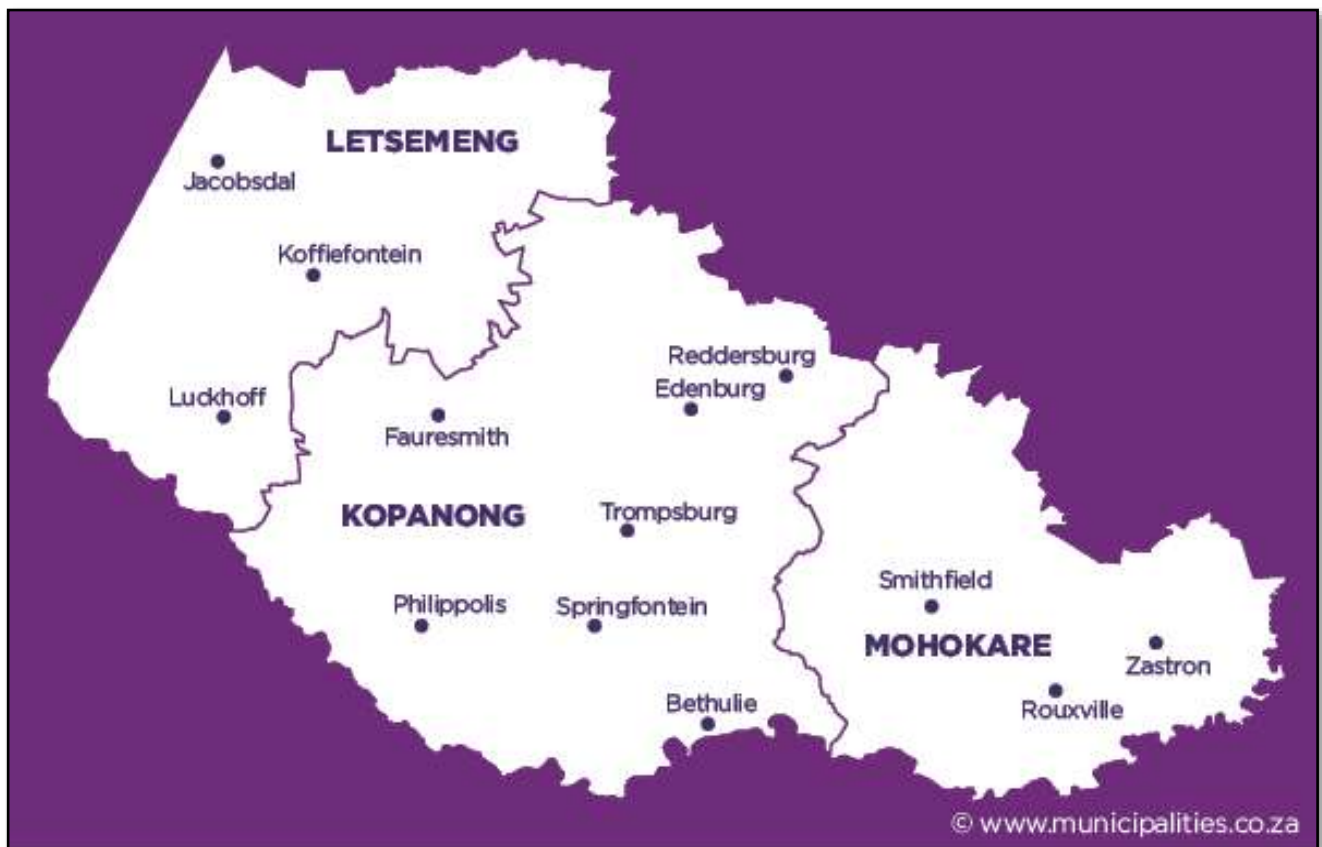 LETSEMENG
Jacobsdal
Koffiefontein
Luckhoff
Reddersburg
Edenburg
Fauresmith
KOPANONG
Trompsburg
Philippolis
Springfontein
Bethulie
Smithfield
MOHOKARE
Zastron
Rouxville
© www.municipalities.co.za